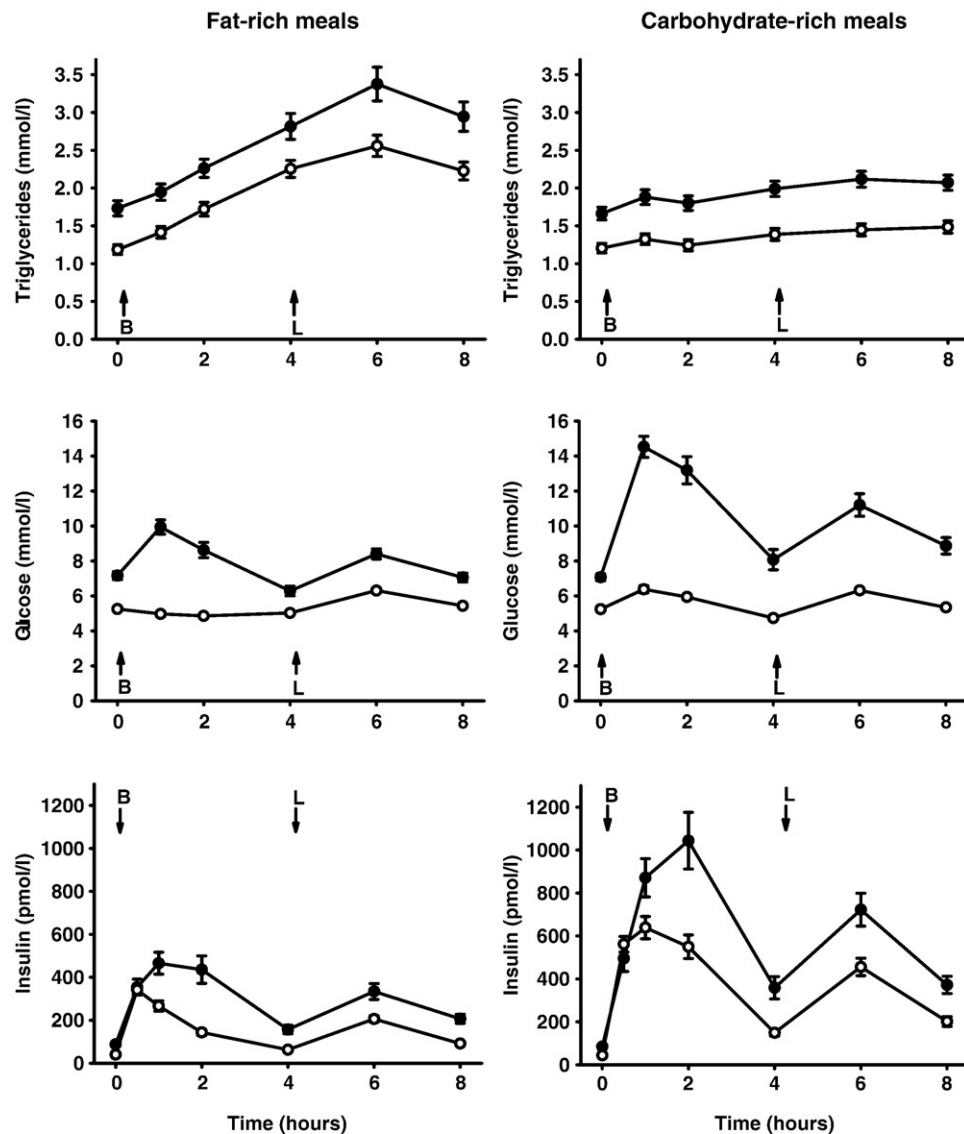 Fat-rich meals
Carbohydrate-rich meals
Triglycerides (mmol/l)
3.5
3.0
2.5
2.0
1.5
1.0
0.5
0.0
B
L
0 2 4 6 8
Triglycerides (mmol/l)
3.5
3.0
2.5
2.0
1.5
1.0
0.5
0.0
B
L
0 2 4 6 8
Glucose (mmol/l)
16
14
12
10
8
6
4
2
0
B
L
0 2 4 6 8
Glucose (mmol/l)
16
14
12
10
8
6
4
2
0
B
L
0 2 4 6 8
Insulin (pmol/l)
B
L
1200
1000
800
600
400
200
0
0 2 4 6 8
Time (hours)
Insulin (pmol/l)
B
L
1200
1000
800
600
400
200
0
0 2 4 6 8
Time (hours)